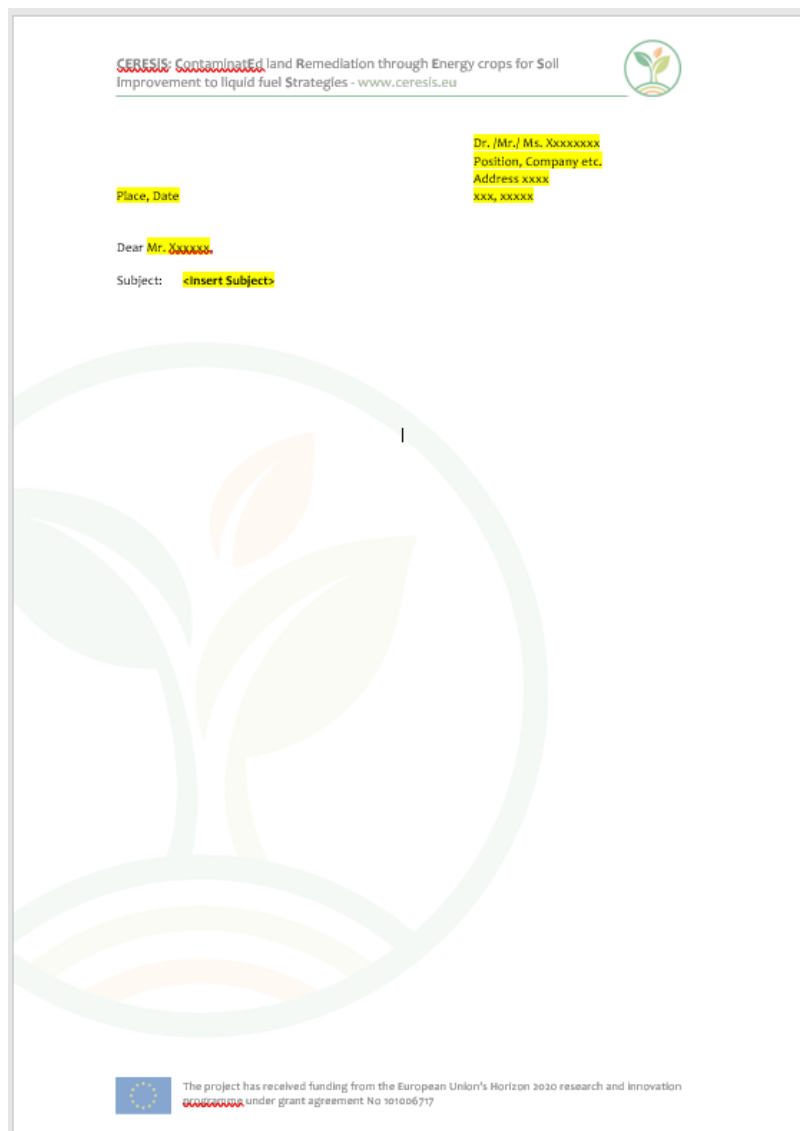 CERESiS: ContaminatEd land Remediation through Energy crops for Soil
Improvement to liquid fuel Strategies - www.ceresis.eu
Dr. /Mr./ Ms. Xxxxxxxx
Position, Company etc.
Address xxxx
Place, Date
xxx, xxxxx
Dear Mr. Xxxxxx,
Subject: <Insert Subject>
The project has received funding from the European Union's Horizon 2020 research and innovation
programme under grant agreement No 101006717